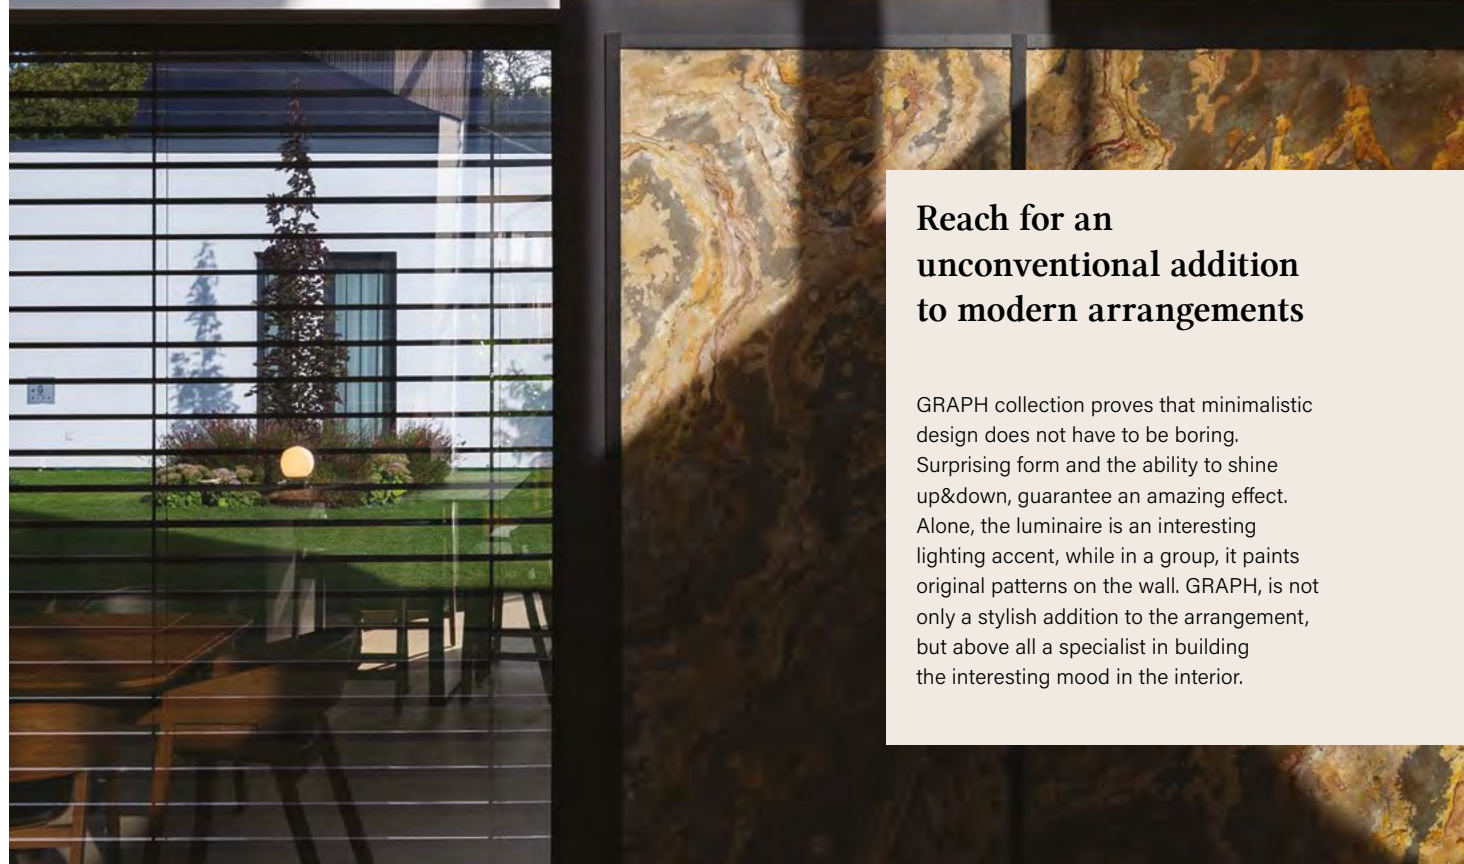 Reach for an
unconventional addition
to modern arrangements
GRAPH collection proves that minimalistic
design does not have to be boring.
Surprising form and the ability to shine
up&down, guarantee an amazing effect.
Alone, the luminaire is an interesting
lighting accent, while in a group, it paints
original patterns on the wall. GRAPH, is not
only a stylish addition to the arrangement,
but above all a specialist in building
the interesting mood in the interior.